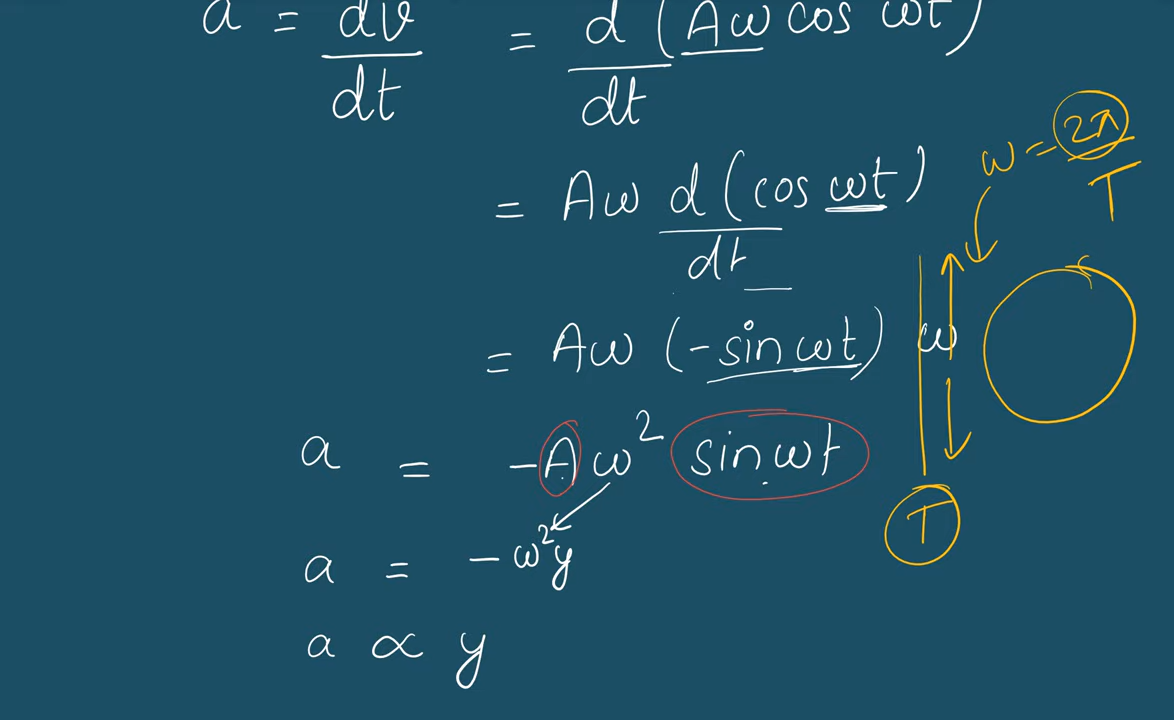 a = dv/dt = d/dt (Aω cos ωt)
= Aω d/dt (cos ωt)
= Aω (-sin ωt) ω
a = -Aω² sin ωt
a = -ω²y
a ∝ y
ω = 2π/T
T